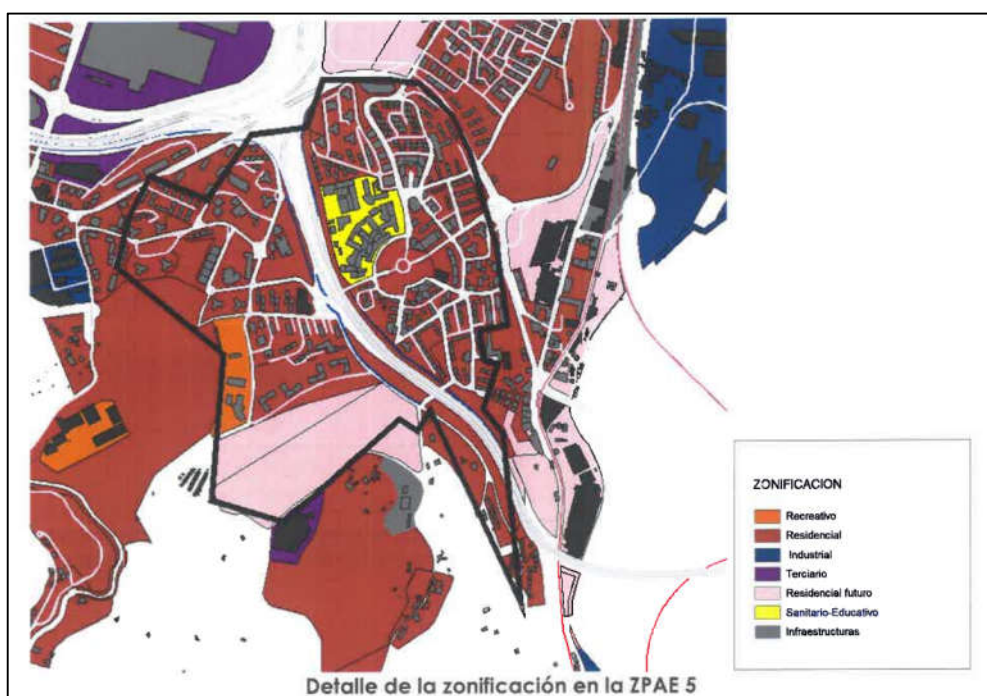 ZONIFICACION
Recreativo
Residencial
Industrial
Terciario
Residencial futuro
Sanitario-Educativo
Infraestructuras
Detalle de la zonificación en la ZPAE 5